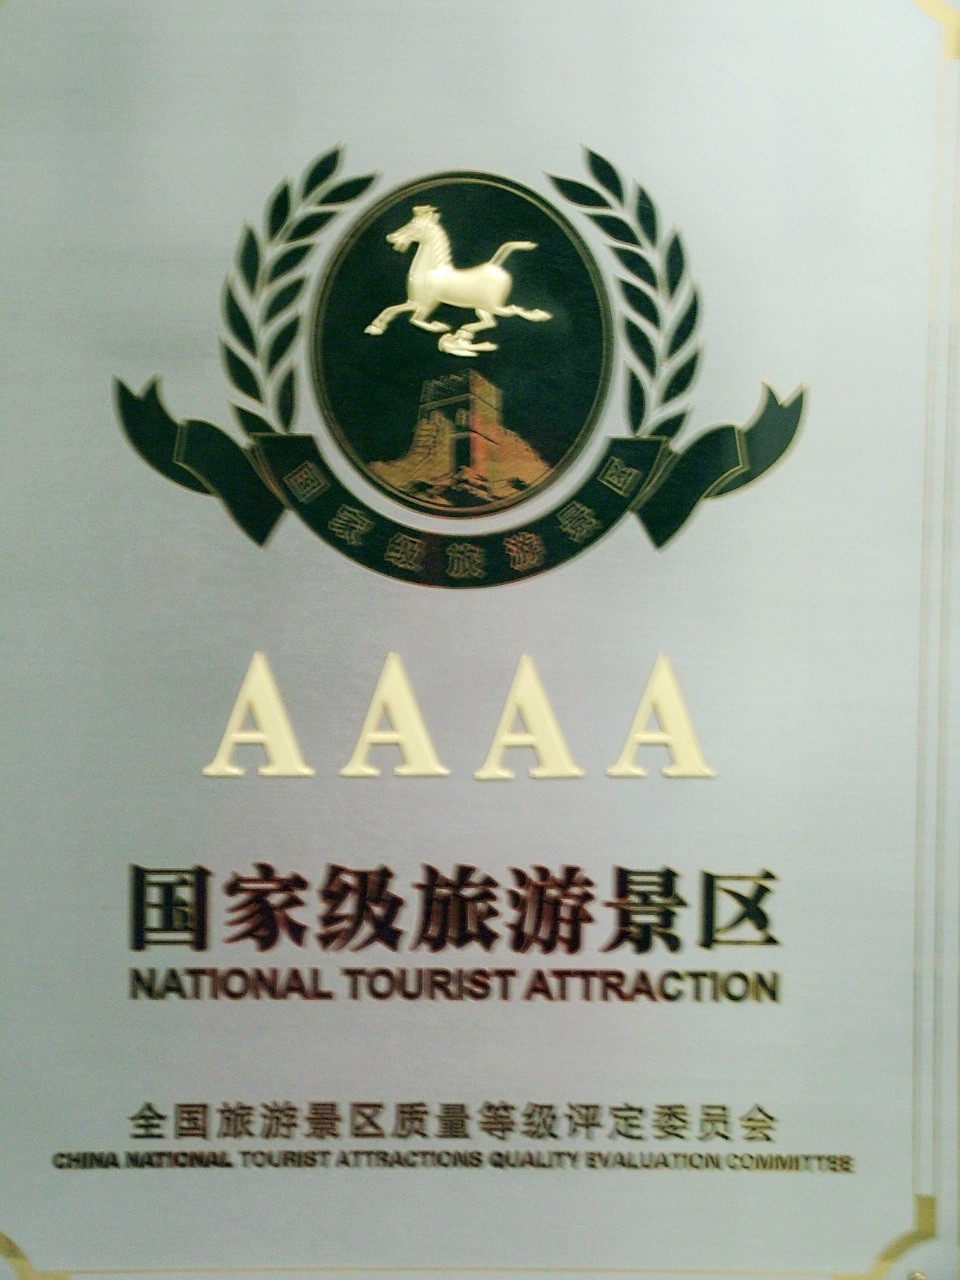 国家级旅游景区
AAAA
国家级旅游景区
NATIONAL TOURIST ATTRACTION
全国旅游景区质量等级评定委员会
CHINA NATIONAL TOURIST ATTRACTIONS QUALITY EVALUATION COMMITTEE